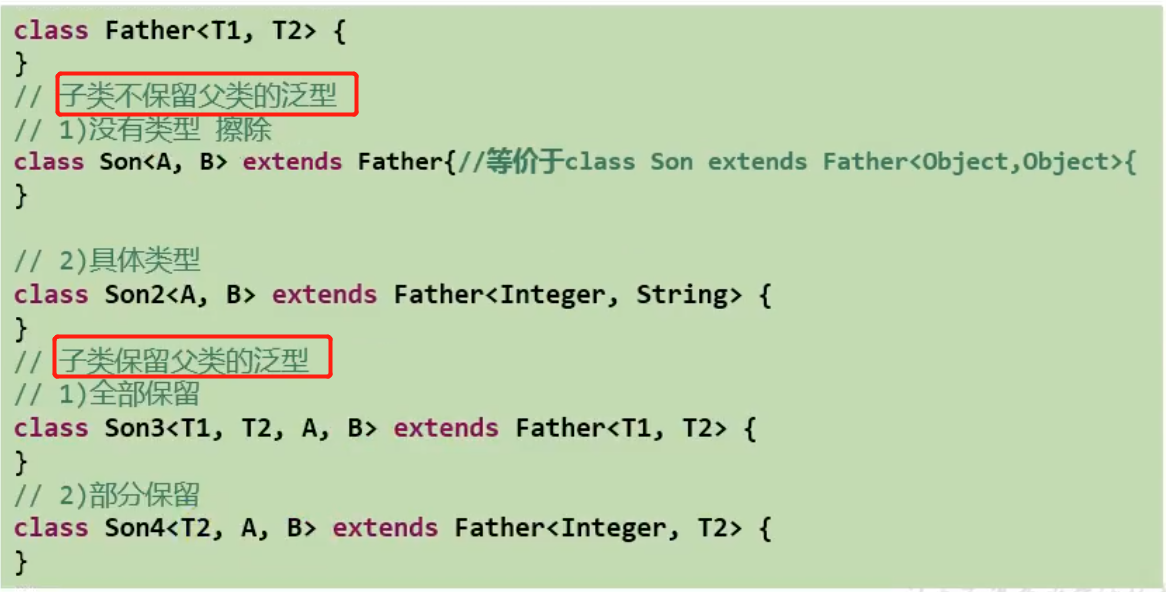 class Father<T1, T2> {
}
// 子类不保留父类的泛型
// 1)没有类型 擦除
class Son<A, B> extends Father{//等价于class Son extends Father<Object,Object>{
}
// 2)具体类型
class Son2<A, B> extends Father<Integer, String> {
}
// 子类保留父类的泛型
// 1)全部保留
class Son3<T1, T2, A, B> extends Father<T1, T2> {
}
// 2)部分保留
class Son4<T2, A, B> extends Father<Integer, T2> {
}